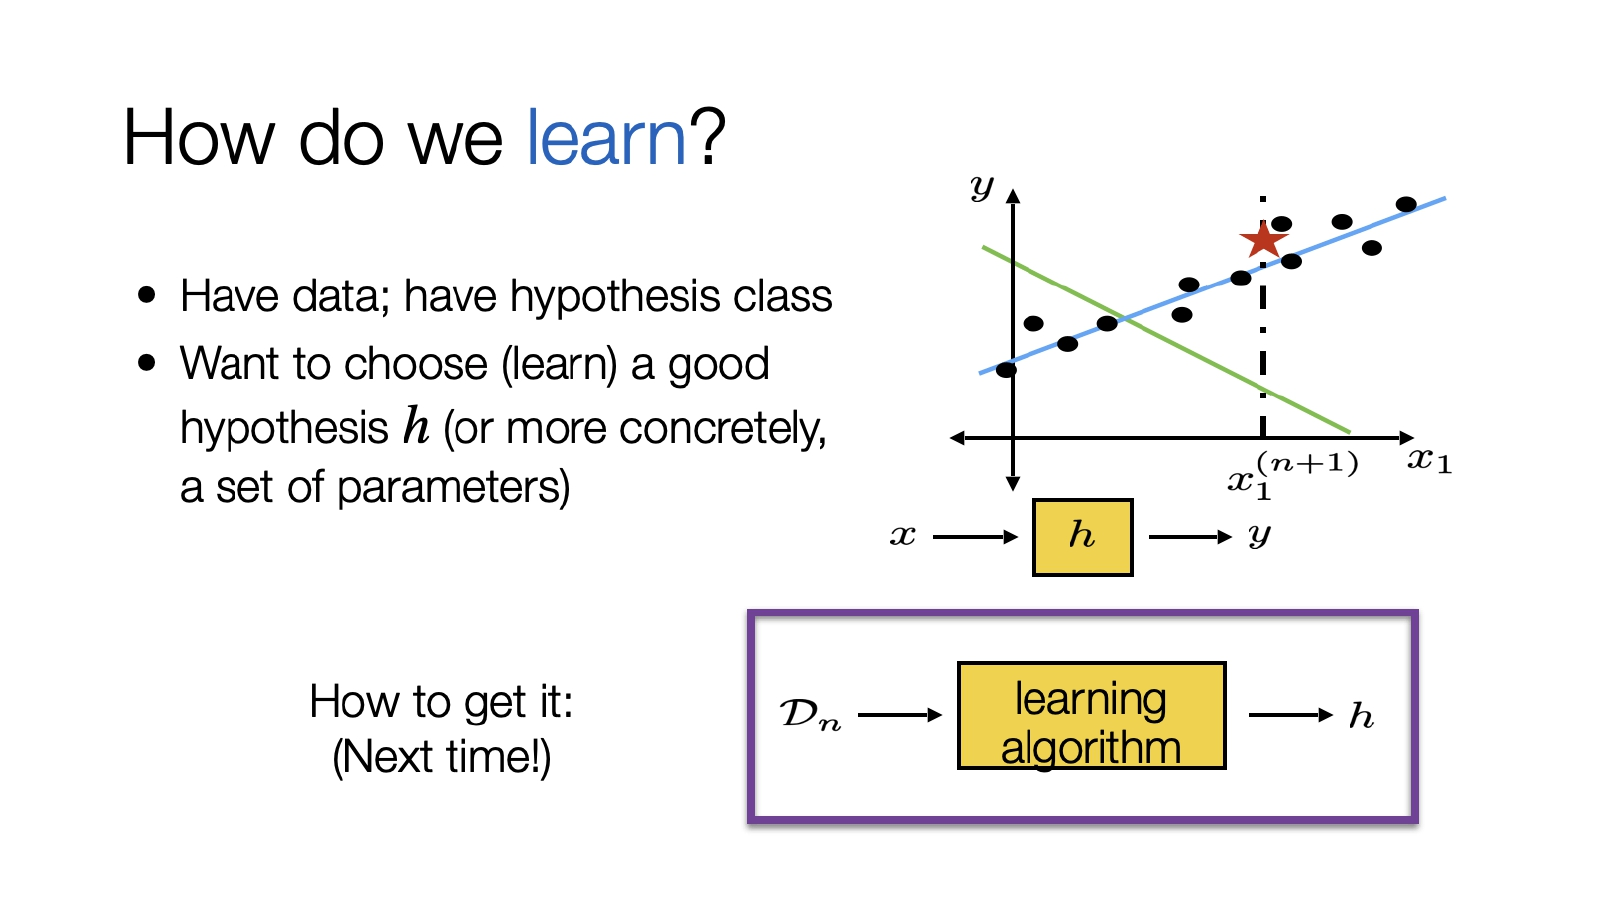 How do we learn?
• Have data; have hypothesis class
• Want to choose (learn) a good
hypothesis h (or more concretely,
a set of parameters)
y
x₁
x₁⁽ⁿ⁺¹⁾
x
h
y
How to get it:
(Next time!)
𝒟ₙ
learning
algorithm
h